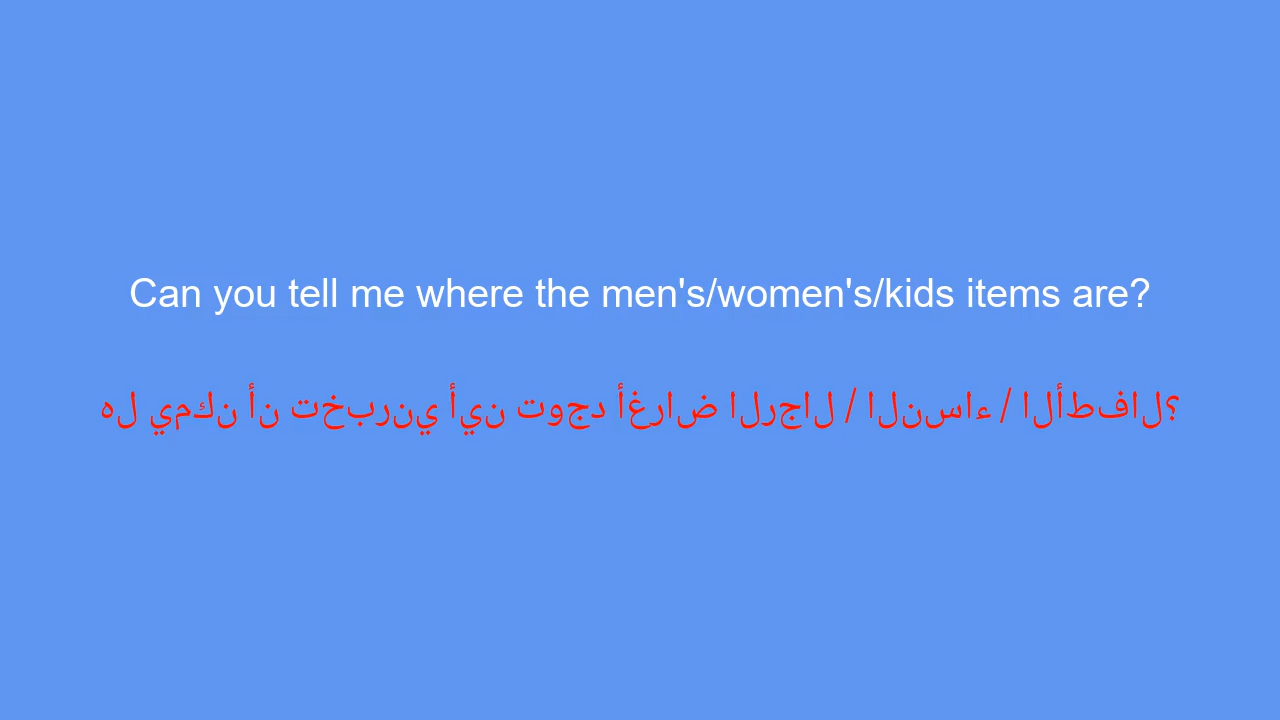 Can you tell me where the men's/women's/kids items are?
هل يمكن أن تخبرني أين توجد أغراض الرجال / النساء / الأطفال؟